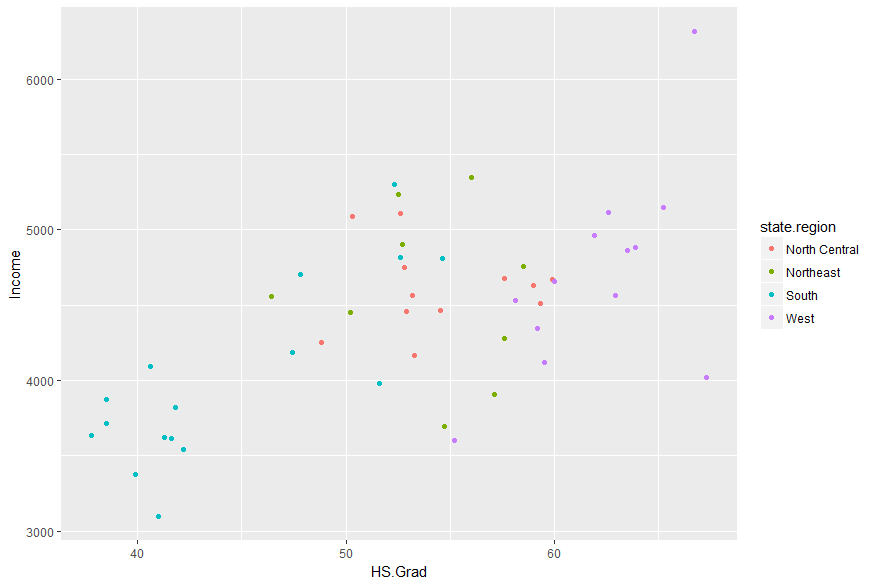 6000
5000
4000
3000
Income
40
50
60
HS.Grad
state.region
North Central
Northeast
South
West